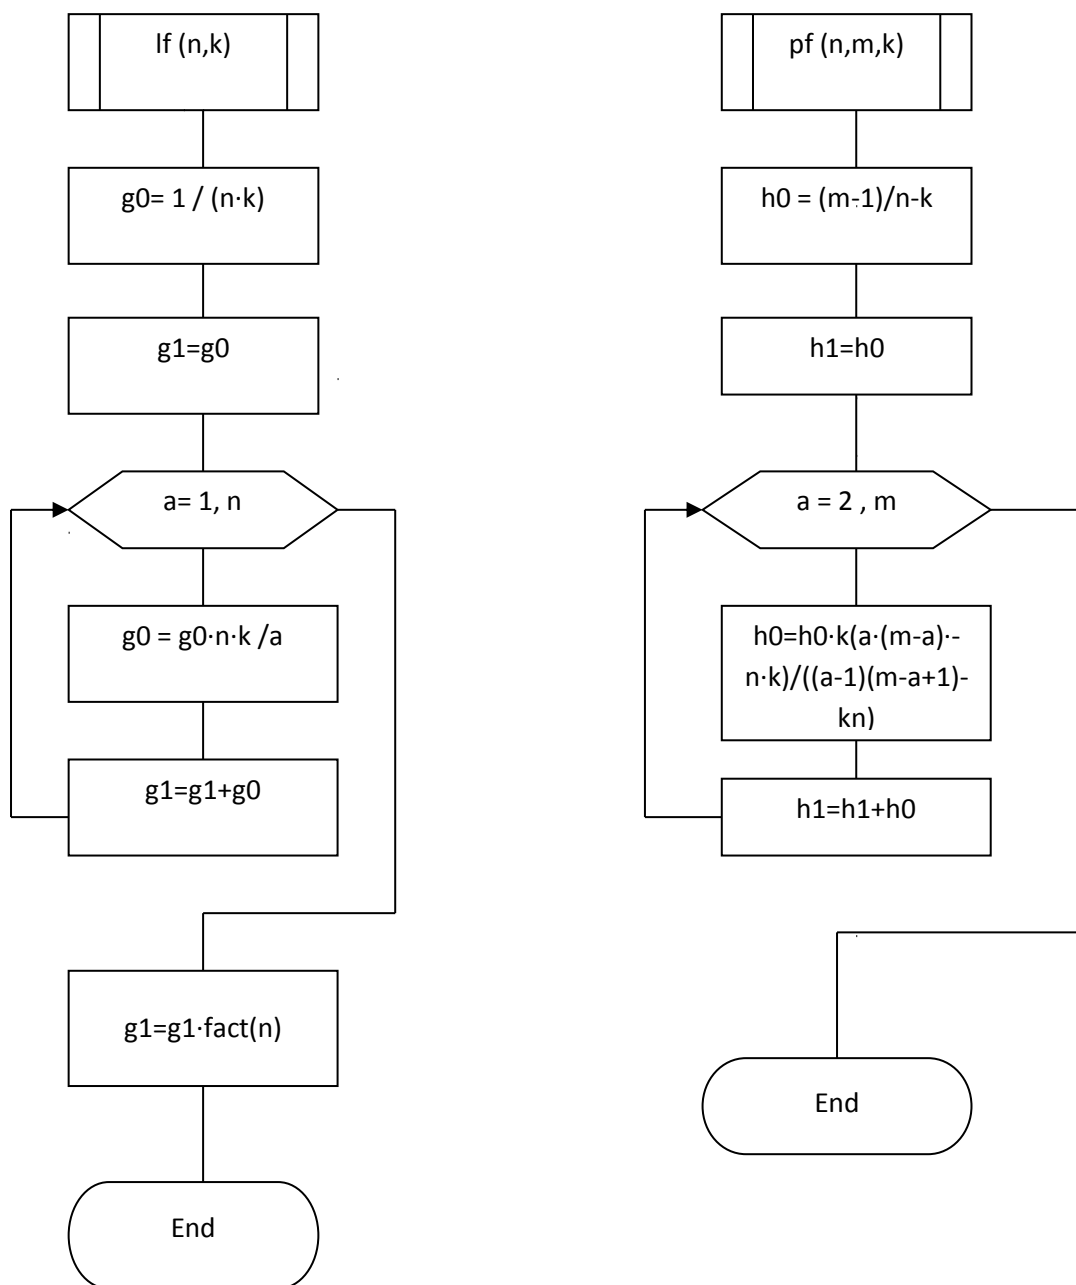 lf (n,k)
g0= 1 / (n·k)
g1=g0
a= 1, n
g0 = g0·n·k /a
g1=g1+g0
g1=g1·fact(n)
End
pf (n,m,k)
h0 = (m-1)/n-k
h1=h0
a = 2 , m
h0=h0·k(a·(m-a)·-
n·k)/((a-1)(m-a+1)-
kn)
h1=h1+h0
End